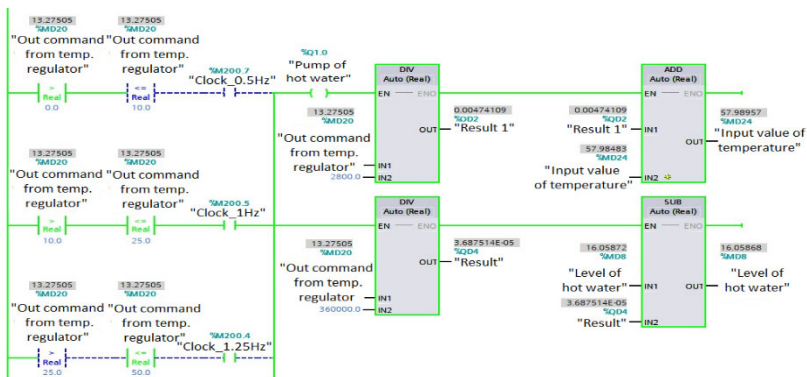 13.27505
%MD20
"Out command
from temp.
regulator"
>
Real
0.0
13.27505
%MD20
"Out command
from temp.
regulator"
<=
Real
10.0
%M200.7
"Clock_0.5Hz"
%Q1.0
"Pump of
hot water"
DIV
Auto (Real)
EN
ENO
13.27505
%MD20
"Out command
from temp.
regulator"
IN1
2800.0
IN2
OUT
0.00474109
%QD2
"Result 1"
ADD
Auto (Real)
EN
ENO
0.00474109
%QD2
"Result 1"
IN1
57.98483
%MD24
"Input value
of temperature"
IN2
OUT
57.98957
%MD24
"Input value of
temperature"
13.27505
%MD20
"Out command
from temp.
regulator"
>
Real
10.0
13.27505
%MD20
"Out command
from temp.
regulator"
<=
Real
25.0
%M200.5
"Clock_1Hz"
DIV
Auto (Real)
EN
ENO
13.27505
%MD20
"Out command
from temp.
regulator
IN1
360000.0
IN2
OUT
3.687514E-05
%QD4
"Result"
SUB
Auto (Real)
EN
ENO
16.05872
%MD8
"Level of
hot water"
IN1
3.687514E-05
%QD4
"Result"
IN2
OUT
16.05868
%MD8
"Level of
hot water"
13.27505
%MD20
"Out command
from temp.
regulator"
>
Real
25.0
13.27505
%MD20
"Out command
from temp.
regulator"
<=
Real
50.0
%M200.4
"Clock_1.25Hz"